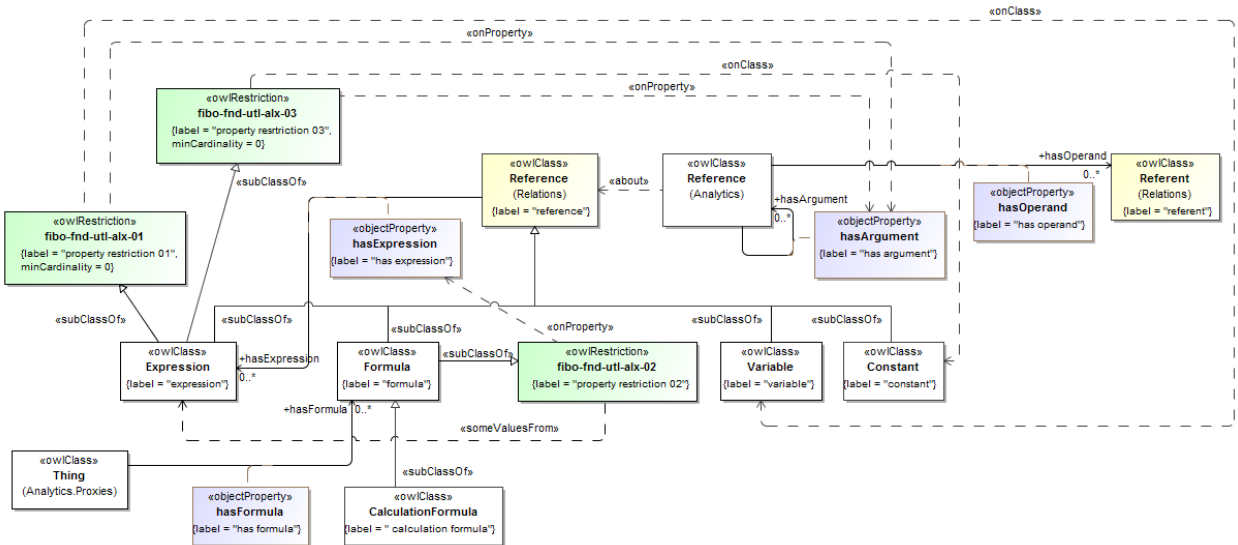 «onClass»
«onProperty»
«onClass»
«onProperty»
«owlRestriction»
fibo-fnd-utl-alx-03
{label = "property resrtriction 03",
minCardinality = 0}
«subClassOf»
«owlClass»
Reference
(Relations)
{label = "reference"}
«about»
«owlClass»
Reference
(Analytics)
+hasOperand
0..*
«owlClass»
Referent
(Relations)
{label = "referent"}
«objectProperty»
hasOperand
{label = "has operand"}
+hasArgument
0..*
«objectProperty»
hasArgument
{label = "has argument"}
«owlRestriction»
fibo-fnd-utl-alx-01
{label = "property restriction 01",
minCardinality = 0}
«objectProperty»
hasExpression
{label = "has expression"}
«subClassOf»
«subClassOf»
«subClassOf»
«onProperty»
«subClassOf»
«subClassOf»
«owlClass»
Expression
{label = "expression"}
+hasExpression
0..*
«owlClass»
Formula
{label = "formula"}
«subClassOf»
«owlRestriction»
fibo-fnd-utl-alx-02
{label = "property restriction 02"}
«owlClass»
Variable
{label = "variable"}
«owlClass»
Constant
{label = "constant"}
+hasFormula
0..*
«someValuesFrom»
«owlClass»
Thing
(Analytics.Proxies)
«subClassOf»
«objectProperty»
hasFormula
{label = "has formula"}
«owlClass»
CalculationFormula
{label = " calculation formula"}